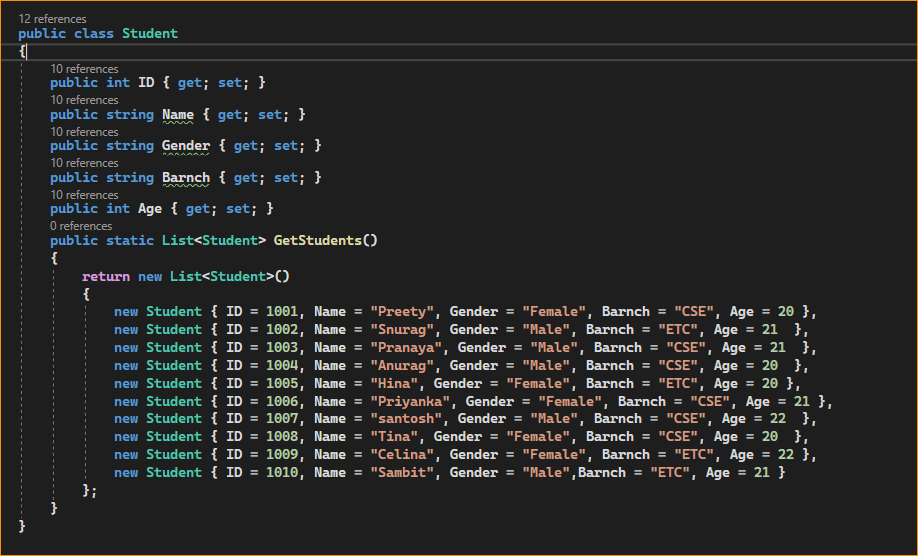 12 references
public class Student
{
10 references
public int ID { get; set; }
10 references
public string Name { get; set; }
10 references
public string Gender { get; set; }
10 references
public string Barnch { get; set; }
10 references
public int Age { get; set; }
0 references
public static List<Student> GetStudents()
{
return new List<Student>()
{
new Student { ID = 1001, Name = "Preety", Gender = "Female", Barnch = "CSE", Age = 20 },
new Student { ID = 1002, Name = "Snurag", Gender = "Male", Barnch = "ETC", Age = 21  },
new Student { ID = 1003, Name = "Pranaya", Gender = "Male", Barnch = "CSE", Age = 21  },
new Student { ID = 1004, Name = "Anurag", Gender = "Male", Barnch = "CSE", Age = 20  },
new Student { ID = 1005, Name = "Hina", Gender = "Female", Barnch = "ETC", Age = 20 },
new Student { ID = 1006, Name = "Priyanka", Gender = "Female", Barnch = "CSE", Age = 21 },
new Student { ID = 1007, Name = "santosh", Gender = "Male", Barnch = "CSE", Age = 22  },
new Student { ID = 1008, Name = "Tina", Gender = "Female", Barnch = "CSE", Age = 20  },
new Student { ID = 1009, Name = "Celina", Gender = "Female", Barnch = "ETC", Age = 22 },
new Student { ID = 1010, Name = "Sambit", Gender = "Male",Barnch = "ETC", Age = 21 }
};
}
}